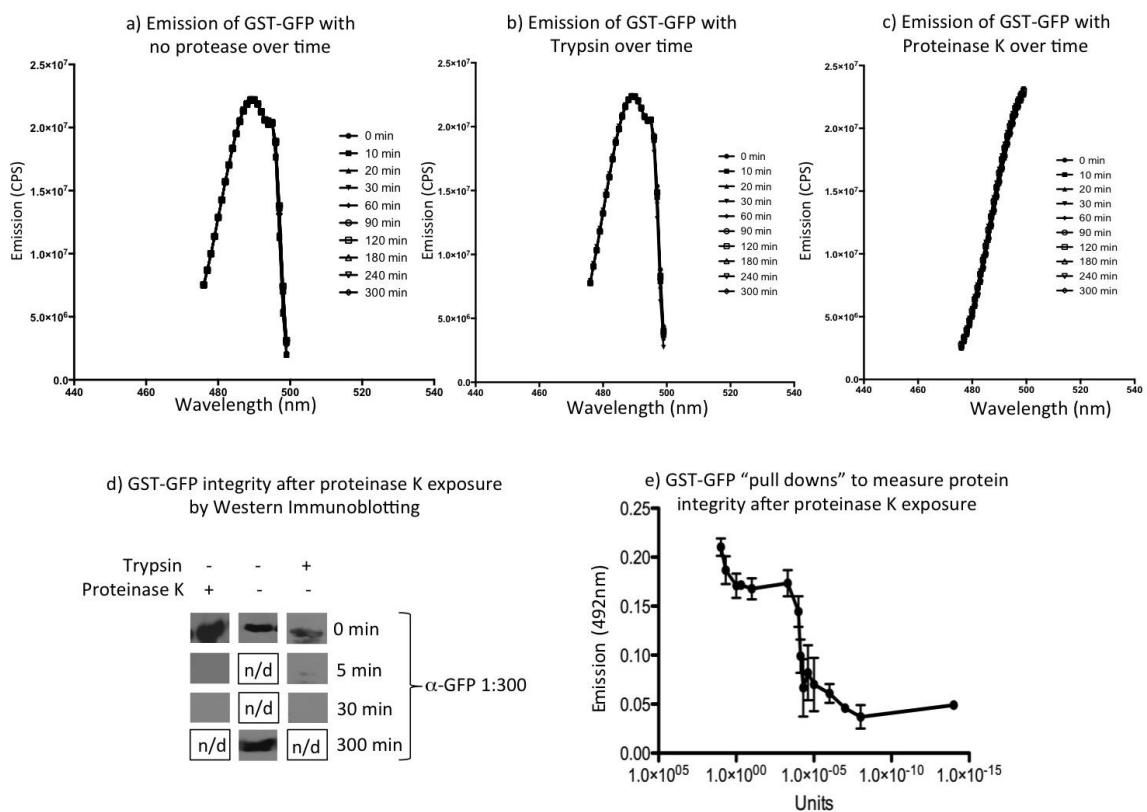 a) Emission of GST-GFP with
no protease over time
2.5×10⁷
2.0×10⁷
1.5×10⁷
1.0×10⁷
5.0×10⁶
0.0
Emission (CPS)
440 460 480 500 520 540
Wavelength (nm)
0 min
10 min
20 min
30 min
60 min
90 min
120 min
180 min
240 min
300 min
b) Emission of GST-GFP with
Trypsin over time
2.5×10⁷
2.0×10⁷
1.5×10⁷
1.0×10⁷
5.0×10⁶
0.0
Emission (CPS)
440 460 480 500 520 540
Wavelength (nm)
0 min
10 min
20 min
30 min
60 min
90 min
120 min
180 min
240 min
300 min
c) Emission of GST-GFP with
Proteinase K over time
2.5×10⁷
2.0×10⁷
1.5×10⁷
1.0×10⁷
5.0×10⁶
0.0
Emission (CPS)
440 460 480 500 520 540
Wavelength (nm)
0 min
10 min
20 min
30 min
60 min
90 min
120 min
180 min
240 min
300 min
d) GST-GFP integrity after proteinase K exposure
by Western Immunoblotting
Trypsin - - +
Proteinase K + - -
0 min
n/d 5 min
n/d 30 min
n/d n/d 300 min
α-GFP 1:300
e) GST-GFP “pull downs” to measure protein
integrity after proteinase K exposure
0.25
0.20
0.15
0.10
0.05
0.00
Emission (492nm)
1.0×10⁰⁵ 1.0×10⁰⁰ 1.0×10⁻⁰⁵ 1.0×10⁻¹⁰ 1.0×10⁻¹⁵
Units